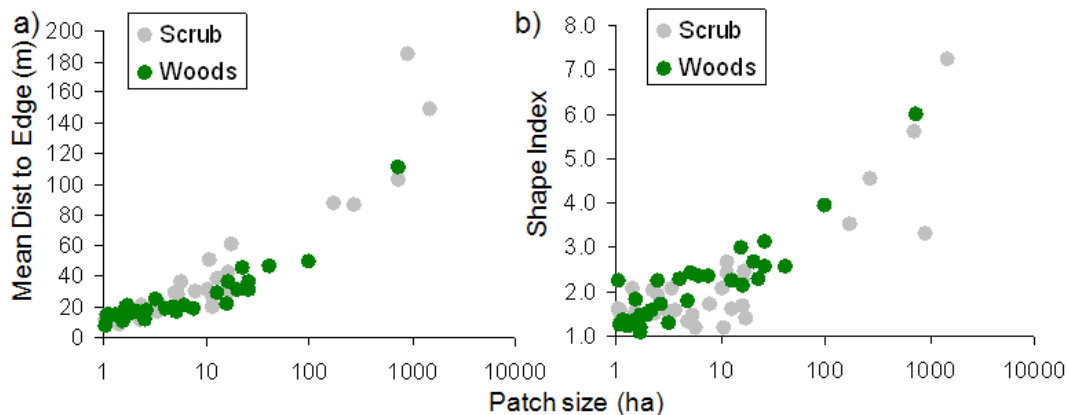 a)
Scrub
Woods
Mean Dist to Edge (m)
200
180
160
140
120
100
80
60
40
20
0
1 10 100 1000 10000
b)
Scrub
Woods
Shape Index
8.0
7.0
6.0
5.0
4.0
3.0
2.0
1.0
1 10 100 1000 10000
Patch size (ha)